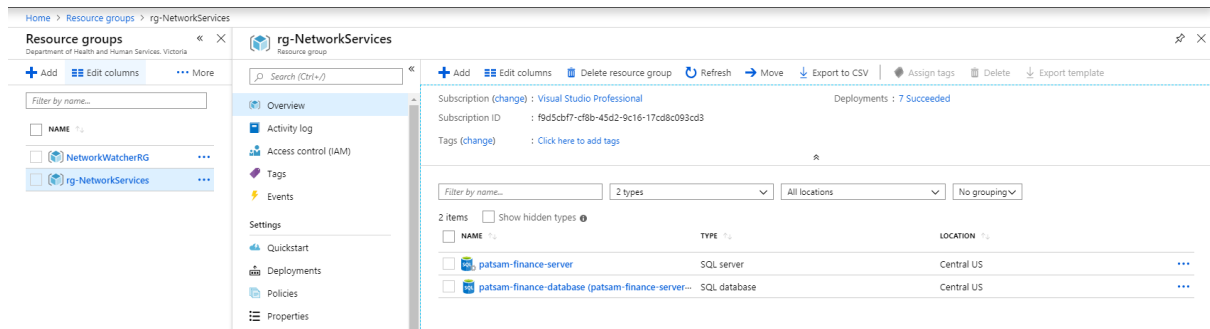 Home > Resource groups > rg-NetworkServices
Resource groups
Department of Health and Human Services. Victoria
Add Edit columns ••• More
Filter by name...
NAME
NetworkWatcherRG •••
rg-NetworkServices •••
rg-NetworkServices
Resource group
Search (Ctrl+/)
Overview
Activity log
Access control (IAM)
Tags
Events
Settings
Quickstart
Deployments
Policies
Properties
Add Edit columns Delete resource group Refresh Move Export to CSV Assign tags Delete Export template
Subscription (change) : Visual Studio Professional Deployments : 7 Succeeded
Subscription ID : f9d5cbf7-cf8b-45d2-9c16-17cd8c093cd3
Tags (change) : Click here to add tags
Filter by name... 2 types All locations No grouping
2 items Show hidden types
NAME TYPE LOCATION
patsam-finance-server SQL server Central US •••
patsam-finance-database (patsam-finance-server··· SQL database Central US •••